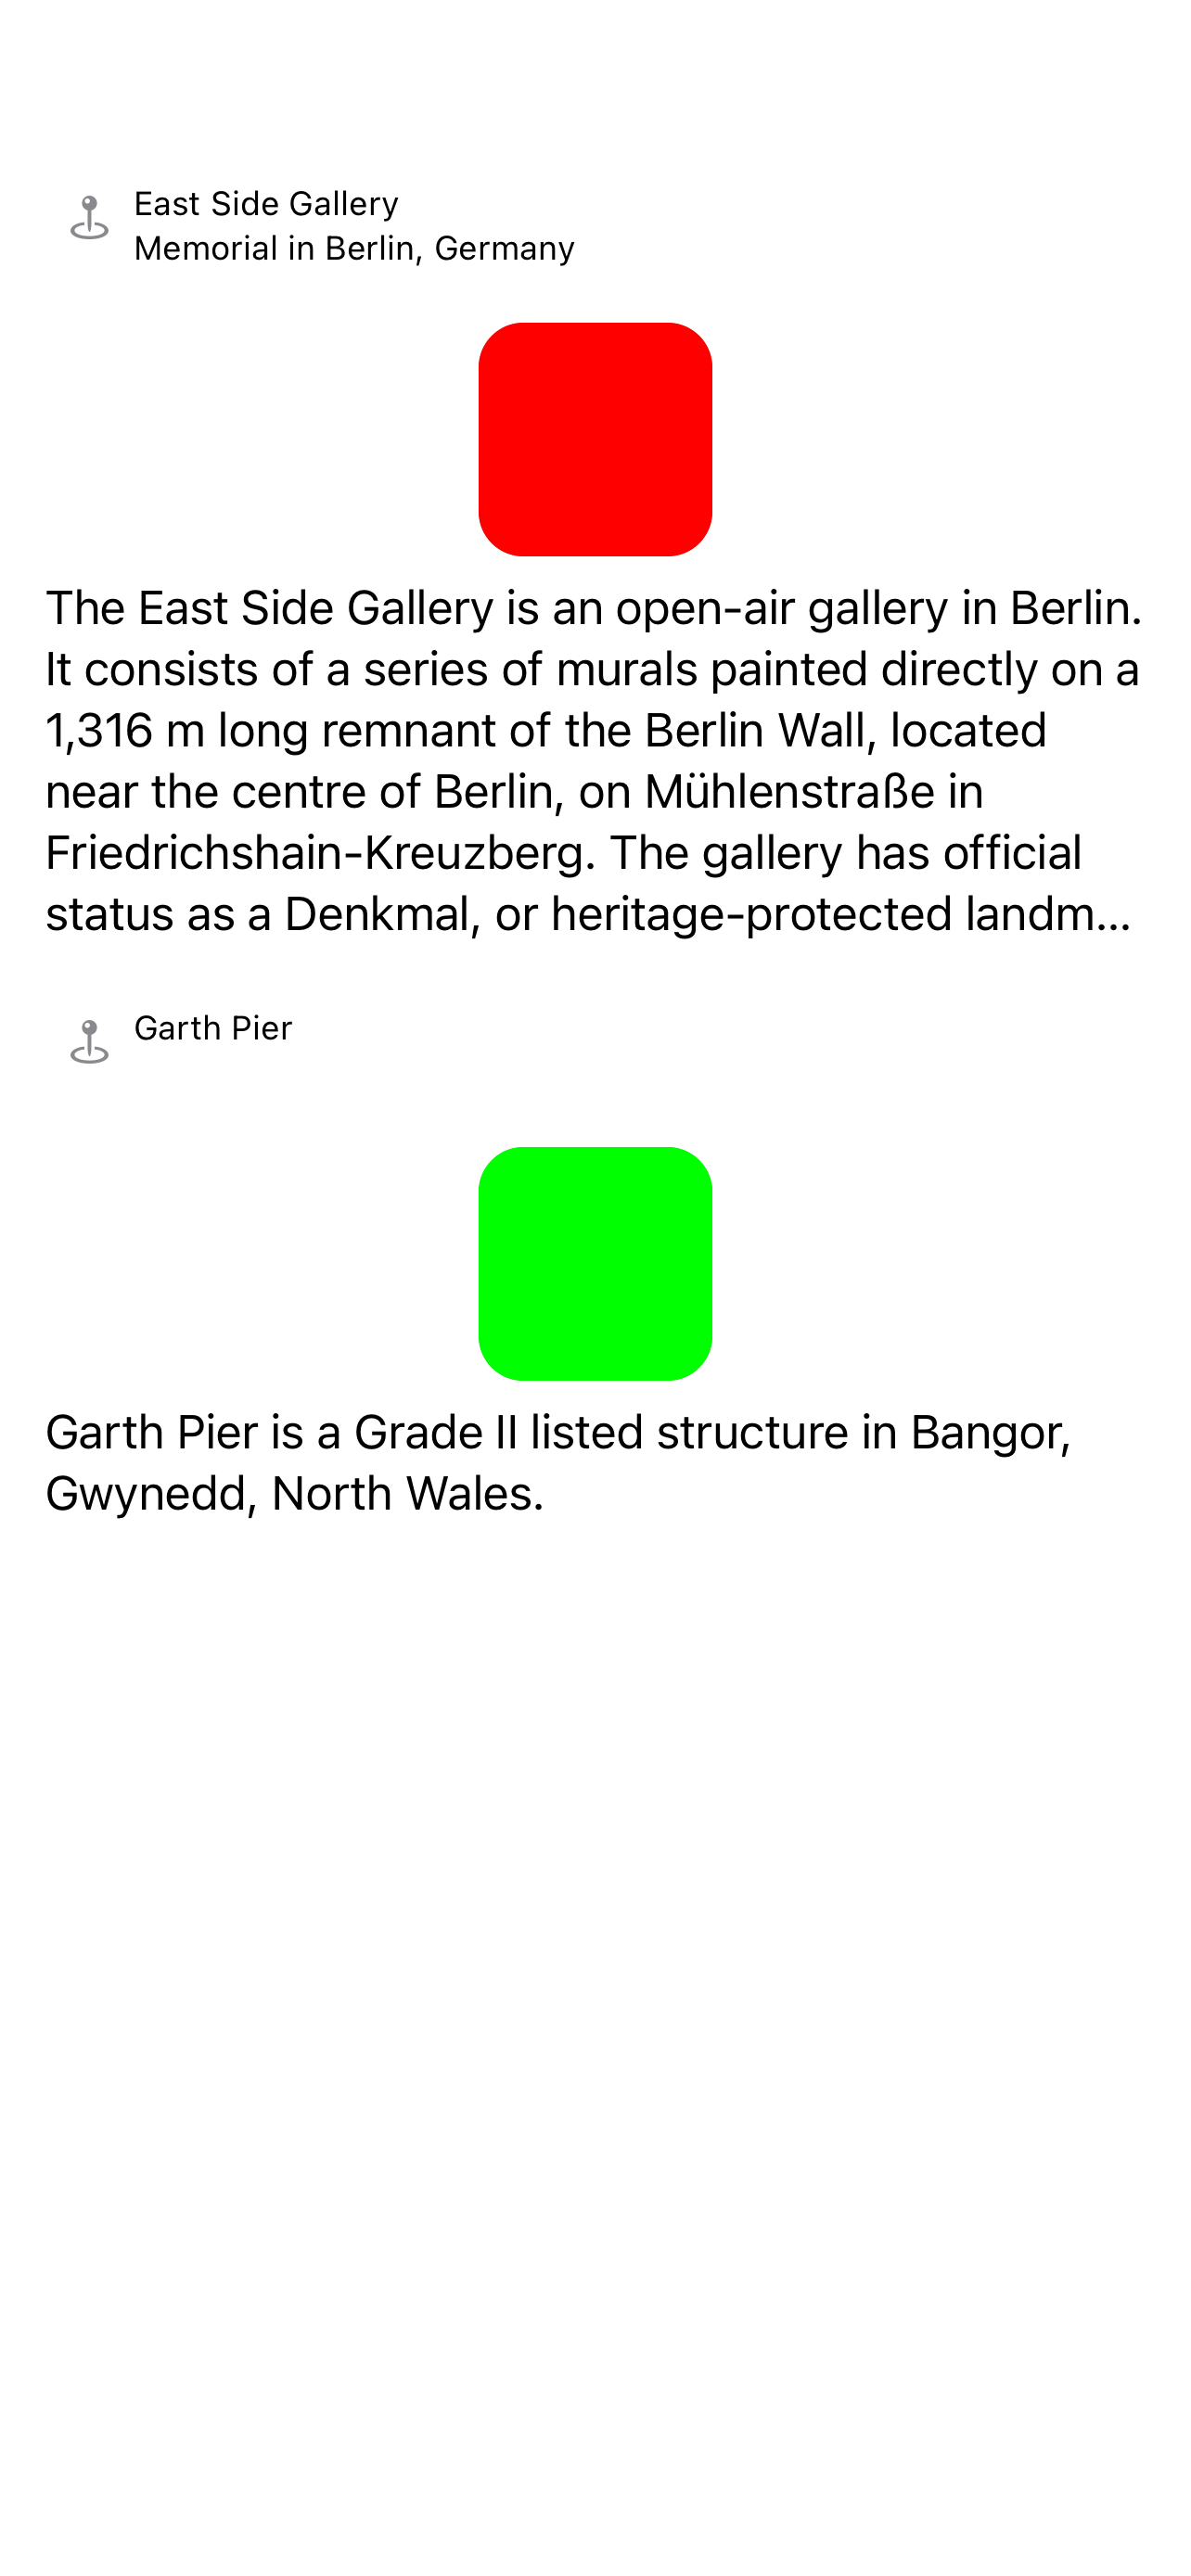 East Side Gallery
Memorial in Berlin, Germany
The East Side Gallery is an open-air gallery in Berlin.
It consists of a series of murals painted directly on a
1,316 m long remnant of the Berlin Wall, located
near the centre of Berlin, on Mühlenstraße in
Friedrichshain-Kreuzberg. The gallery has official
status as a Denkmal, or heritage-protected landm...
Garth Pier
Garth Pier is a Grade II listed structure in Bangor,
Gwynedd, North Wales.